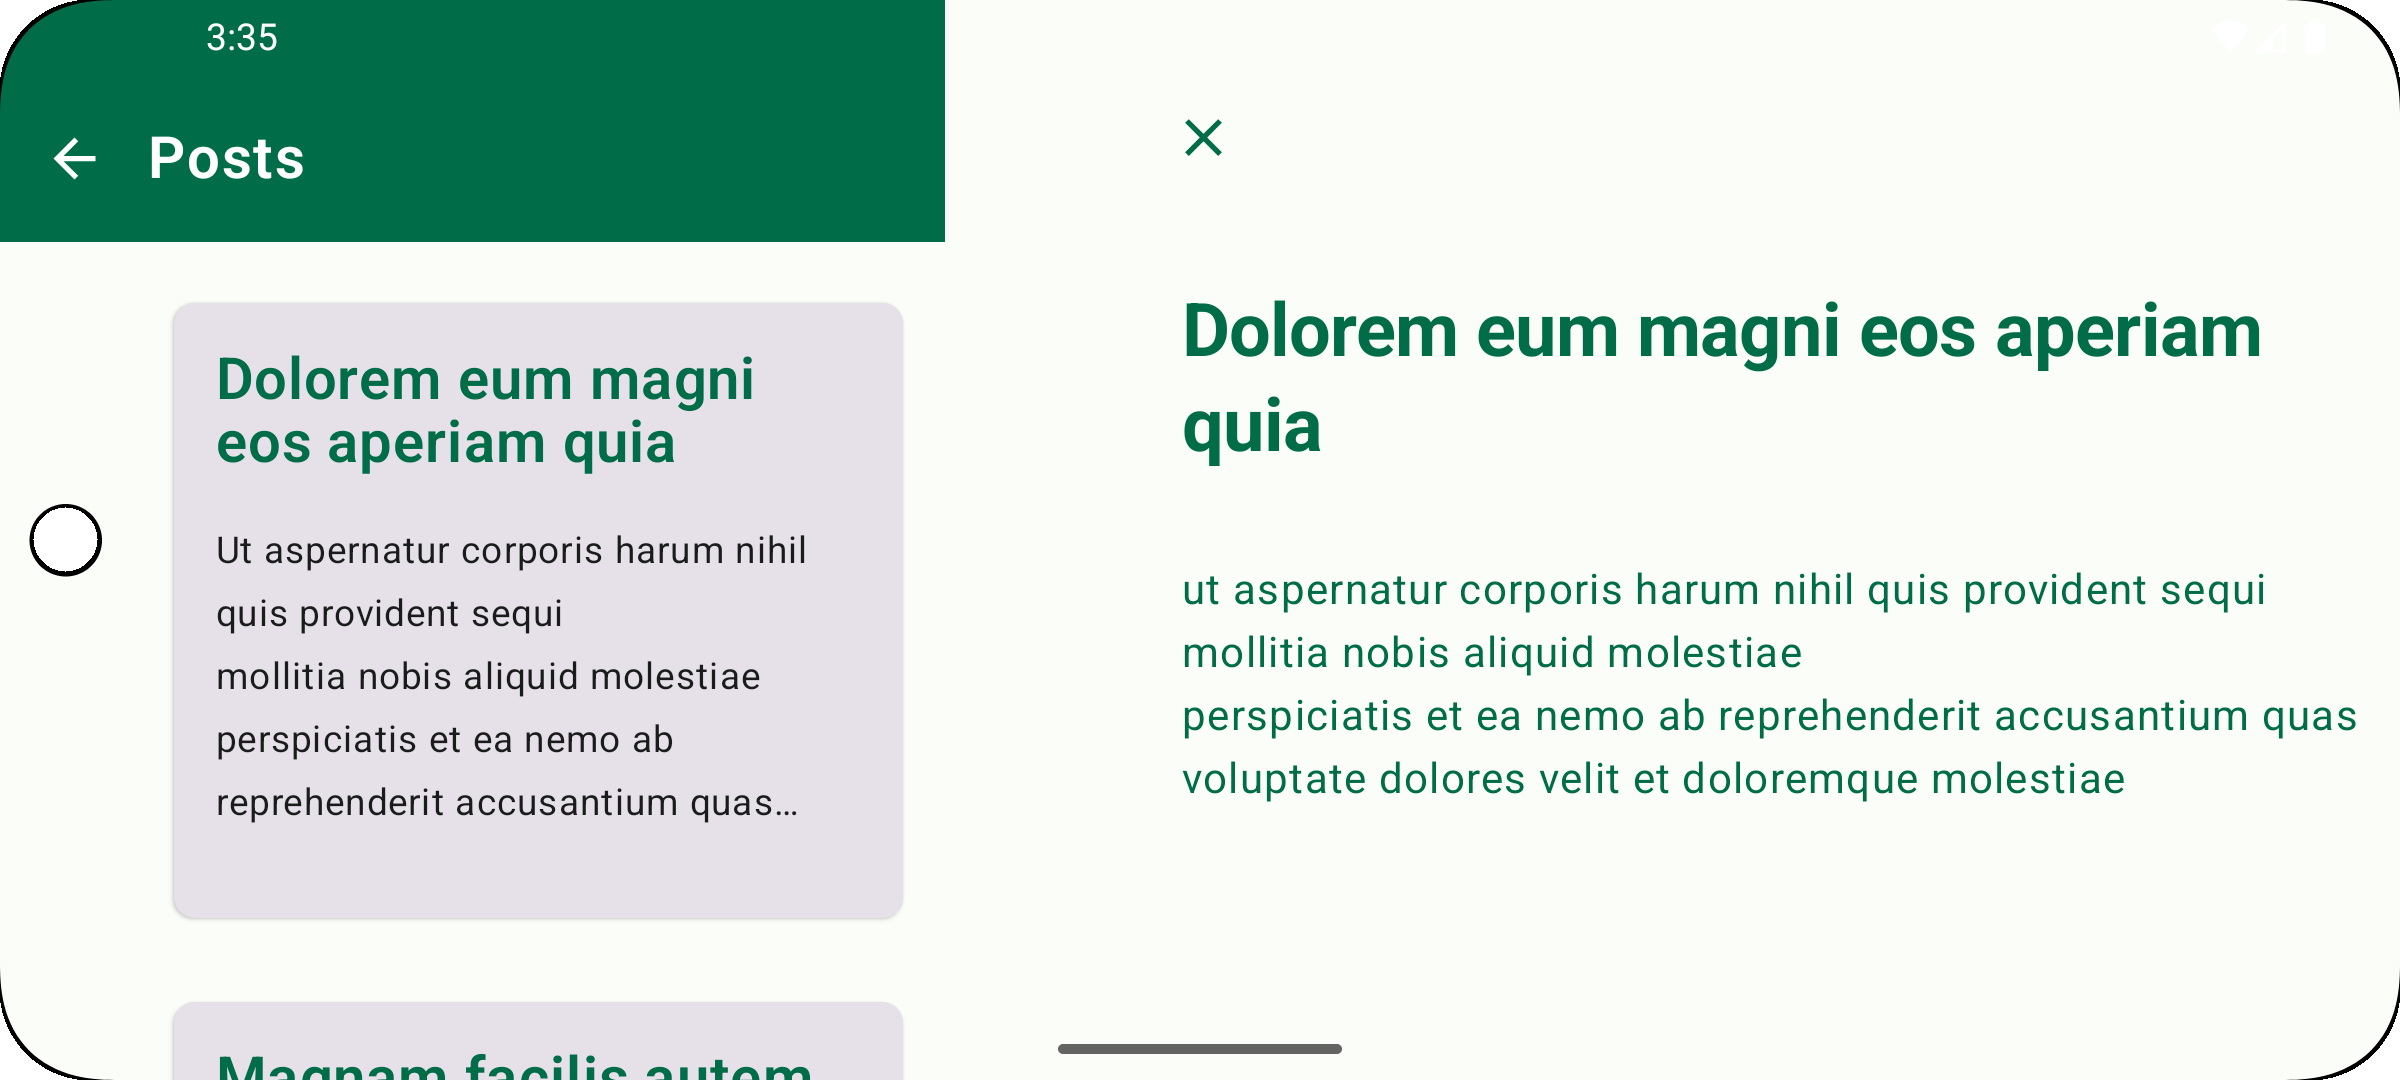 3:35
Posts
Dolorem eum magni
eos aperiam quia
Ut aspernatur corporis harum nihil
quis provident sequi
mollitia nobis aliquid molestiae
perspiciatis et ea nemo ab
reprehenderit accusantium quas…
Magnam facilis autem
Dolorem eum magni eos aperiam
quia
ut aspernatur corporis harum nihil quis provident sequi
mollitia nobis aliquid molestiae
perspiciatis et ea nemo ab reprehenderit accusantium quas
voluptate dolores velit et doloremque molestiae